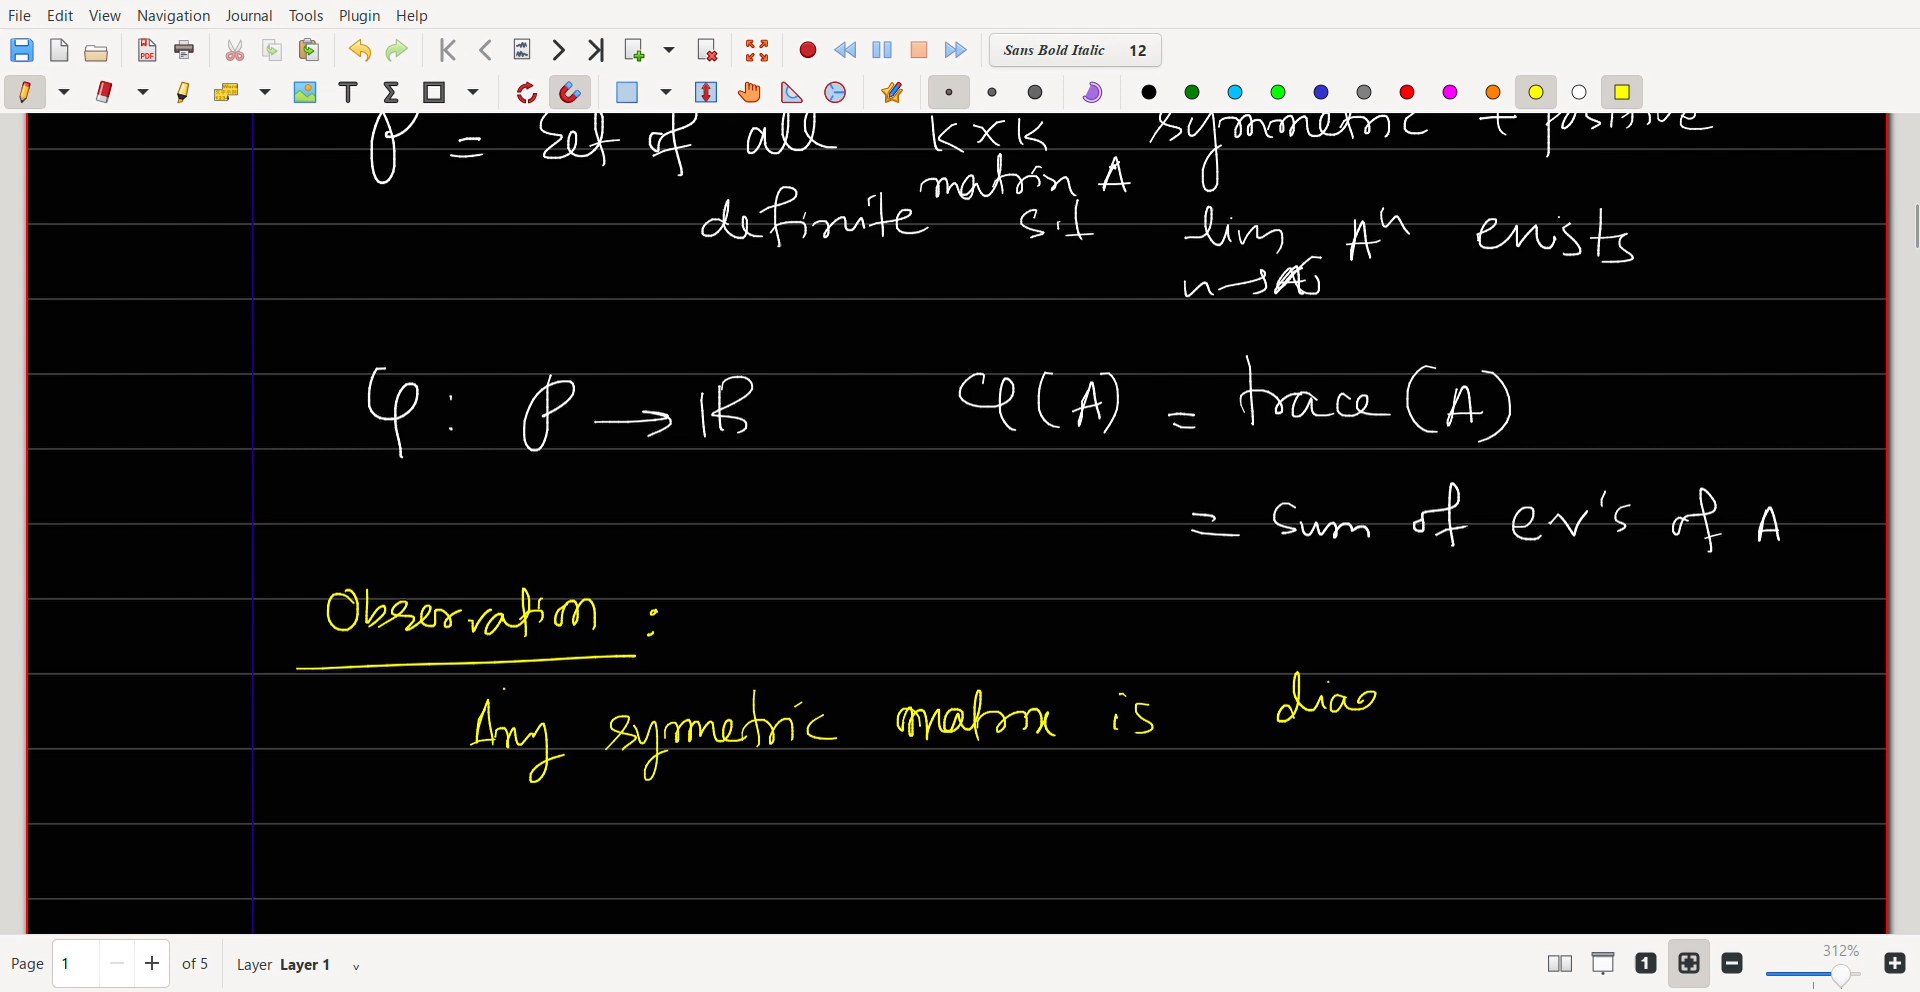 File Edit View Navigation Journal Tools Plugin Help
Sans Bold Italic 12
P = Set of all k×k symmetric + positive
matrix A
definite s.t lim Aⁿ exists
n→∞
φ: P → ℝ φ(A) = trace(A)
= sum of ev's of A
Observation :
Any symetric matrix is diag
Page 1 of 5 Layer Layer 1
312%